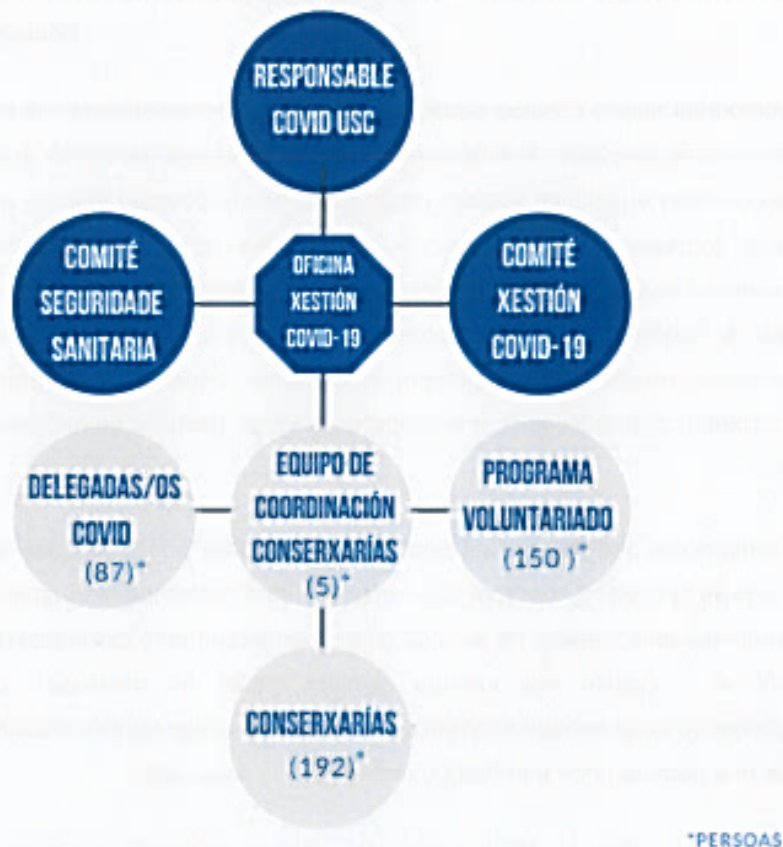 RESPONSABLE
COVID USC
COMITÉ
SEGURIDADE
SANITARIA
OFICINA
XESTIÓN
COVID-19
COMITÉ
XESTIÓN
COVID-19
DELEGADAS/OS
COVID
(87)*
EQUIPO DE
COORDINACIÓN
CONSERXARÍAS
(5)*
PROGRAMA
VOLUNTARIADO
(150 )*
CONSERXARÍAS
(192)*
*PERSOAS